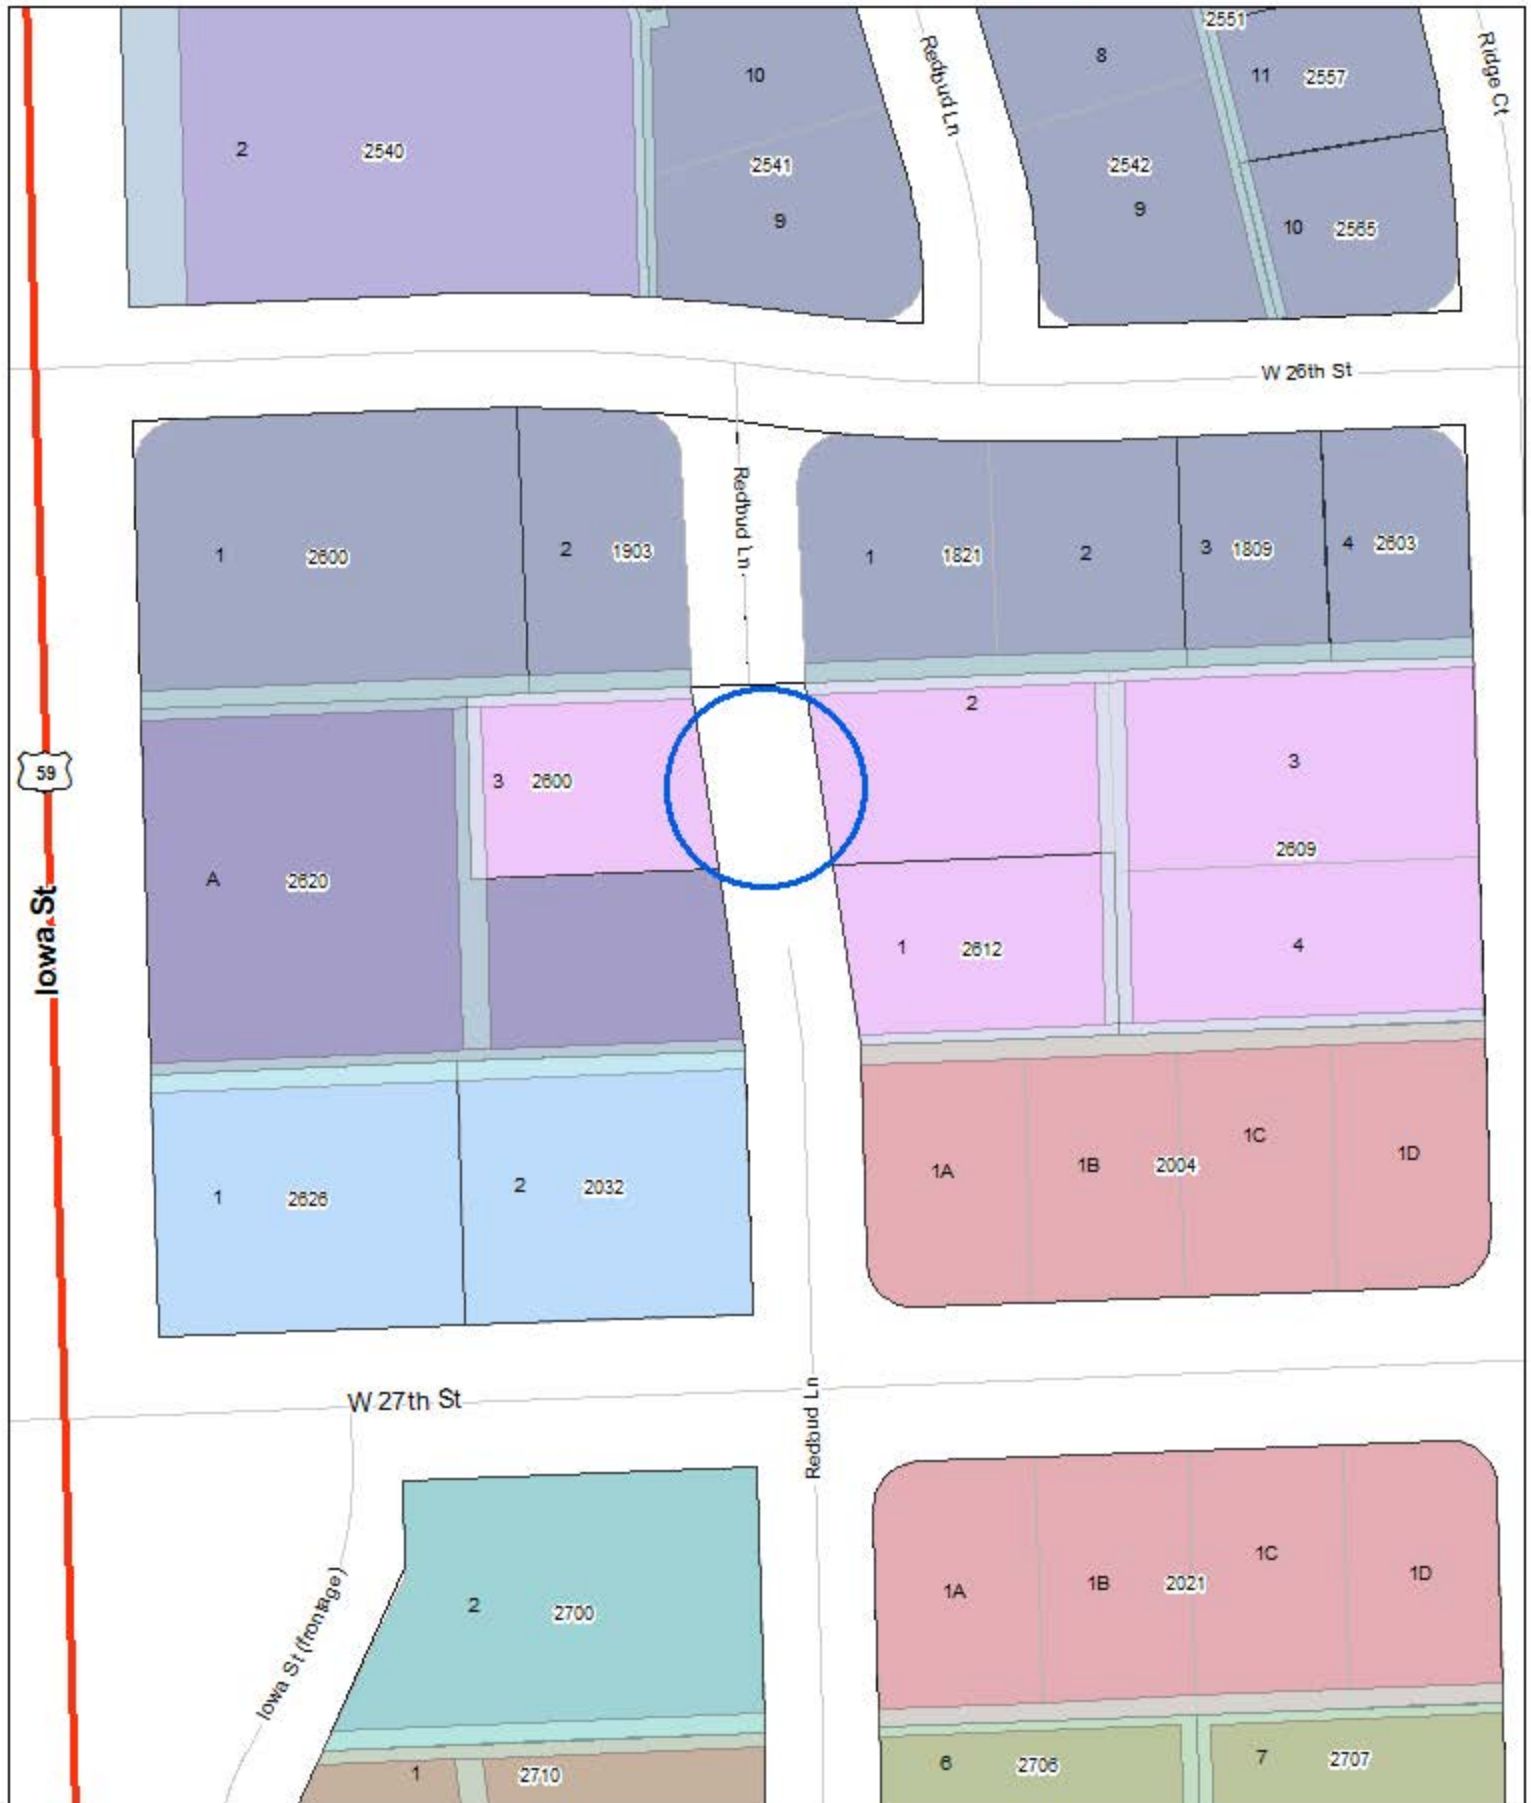 2551
8
11 2557
10
Redbud Ln
Ridge Ct
2 2540
2541
9
2542
9
10 2565
W 26th St
1 2600
2 1903
Redbud Ln
1 1821
2
3 1809
4 2603
2
3
59
3 2600
2609
A 2620
Iowa St
1 2612
4
1 2626
2 2032
1A
1B
2004
1C
1D
W 27th St
Redbud Ln
2 2700
Iowa St (frontage)
1A
1B
2021
1C
1D
1 2710
6 2706
7 2707